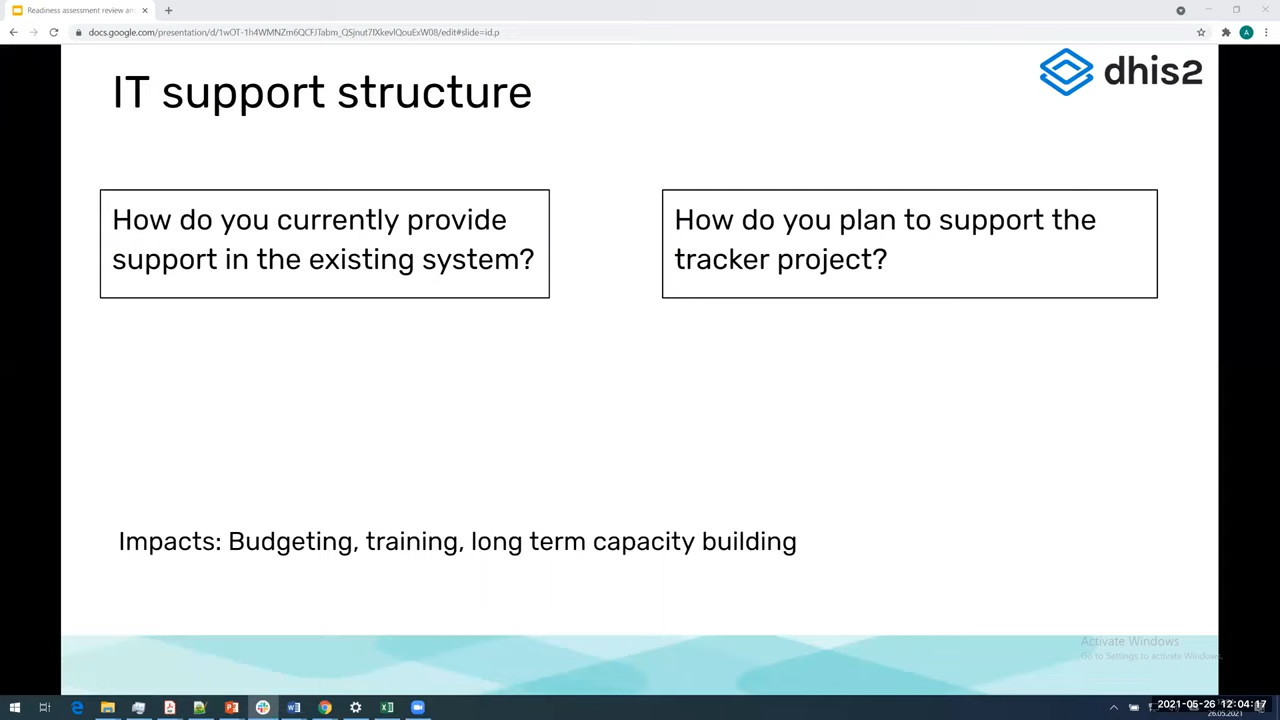 Readiness assessment review an
docs.google.com/presentation/d/1wOT-1h4WMNZm6QCFJTabm_QSjnut7lXkevlQouExW08/edit#slide=id.p
A
IT support structure
dhis2
How do you currently provide
support in the existing system?
How do you plan to support the
tracker project?
Impacts: Budgeting, training, long term capacity building
Activate Windows
Go to Settings to activate Windows.
2021-05-26 12:04:17
26.05.2021